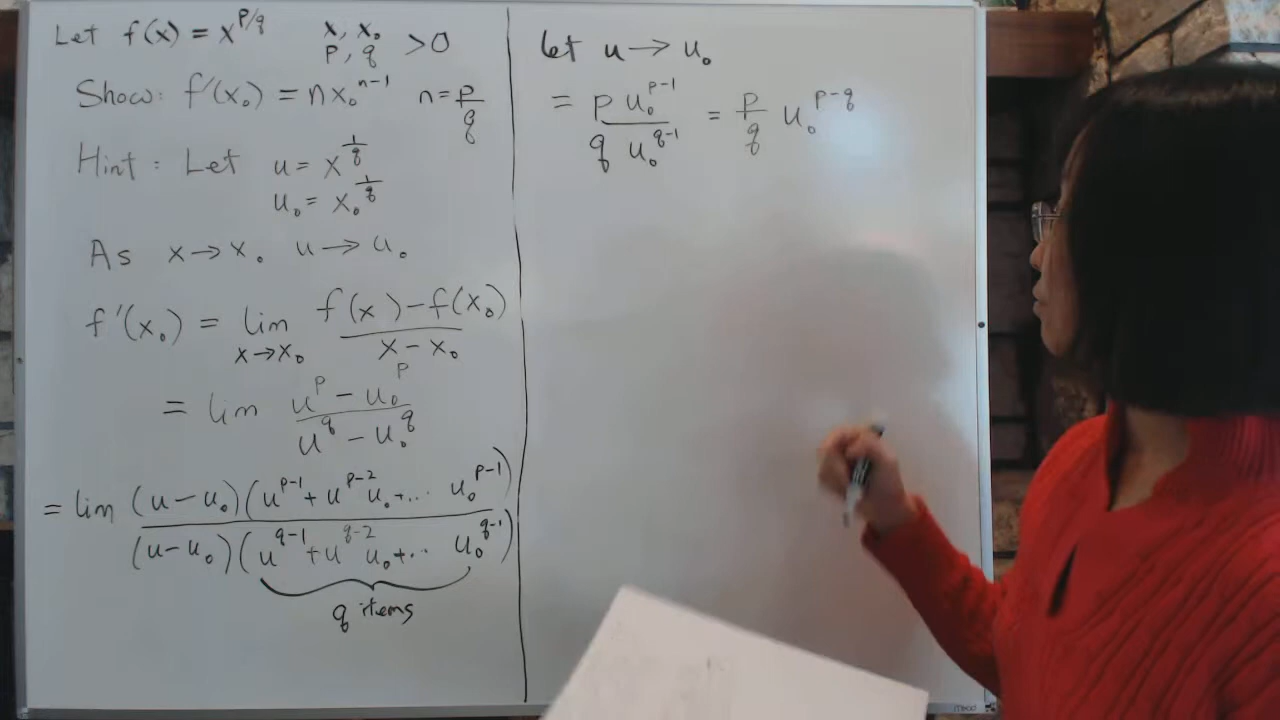 Let f(x) = x^{p/q}    x, x₀
p, q > 0
Show: f'(x₀) = n x₀^{n-1}    n = p/q
Hint: Let u = x^{1/q}
u₀ = x₀^{1/q}
As x → x₀ u → u₀
f'(x₀) = lim_{x→x₀} (f(x) - f(x₀))/(x - x₀)
= lim (u^p - u₀^p)/(u^q - u₀^q)
= lim ((u - u₀)(u^{p-1} + u^{p-2}u₀ + ... u₀^{p-1}))/((u - u₀)(u^{q-1} + u^{q-2}u₀ + ... u₀^{q-1}))
q items
let u → u₀
= (p u₀^{p-1})/(q u₀^{q-1}) = p/q u₀^{p-q}